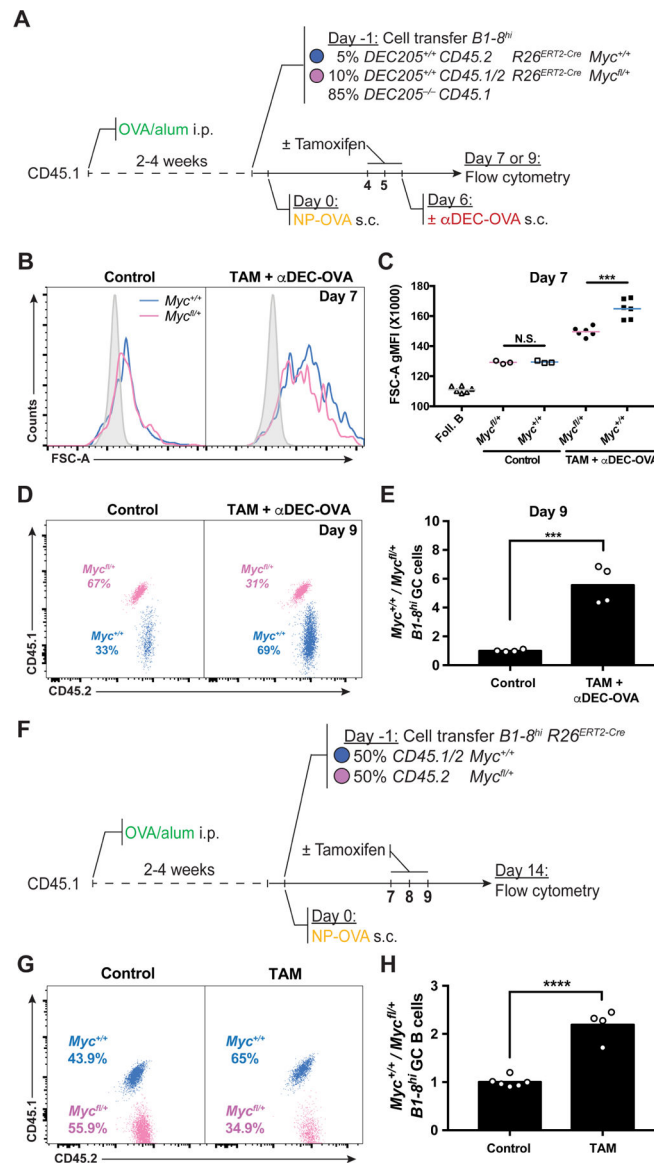 A
Day -1: Cell transfer B1-8hi
5% DEC205+/+ CD45.2 R26ERT2-Cre Myc+/+
10% DEC205+/+ CD45.1/2 R26ERT2-Cre Mycfl/+
85% DEC205–/– CD45.1
OVA/alum i.p.
± Tamoxifen
Day 7 or 9:
CD45.1
2-4 weeks
Flow cytometry
4 5
Day 0:
NP-OVA s.c.
Day 6:
± αDEC-OVA s.c.
B
Control
TAM + αDEC-OVA
Myc+/+
Mycfl/+
Day 7
Counts
FSC-A
C
Day 7
***
N.S.
FSC-A gMFI (X1000)
180
160
140
120
100
Foll. B
Mycfl/+
Myc+/+
Mycfl/+
Myc+/+
Control
TAM + αDEC-OVA
D
Control
TAM + αDEC-OVA
Day 9
Mycfl/+
67%
Mycfl/+
31%
Myc+/+
33%
Myc+/+
69%
CD45.1
CD45.2
E
Day 9
***
Myc+/+ / Mycfl/+
B1-8hi GC cells
10
8
6
4
2
0
Control
TAM +
αDEC-OVA
F
Day -1: Cell transfer B1-8hi R26ERT2-Cre
50% CD45.1/2 Myc+/+
50% CD45.2 Mycfl/+
OVA/alum i.p.
± Tamoxifen
Day 14:
CD45.1
2-4 weeks
Flow cytometry
7 8 9
Day 0:
NP-OVA s.c.
G
Control
TAM
Myc+/+
43.9%
Myc+/+
65%
Mycfl/+
55.9%
Mycfl/+
34.9%
CD45.1
CD45.2
H
****
Myc+/+ / Mycfl/+
B1-8hi GC B cells
3
2
1
0
Control
TAM